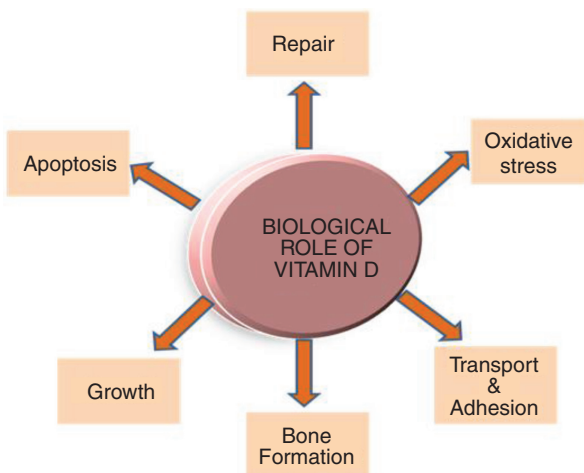 Repair
Apoptosis
Oxidative
stress
BIOLOGICAL
ROLE OF
VITAMIN D
Growth
Bone
Formation
Transport
&
Adhesion